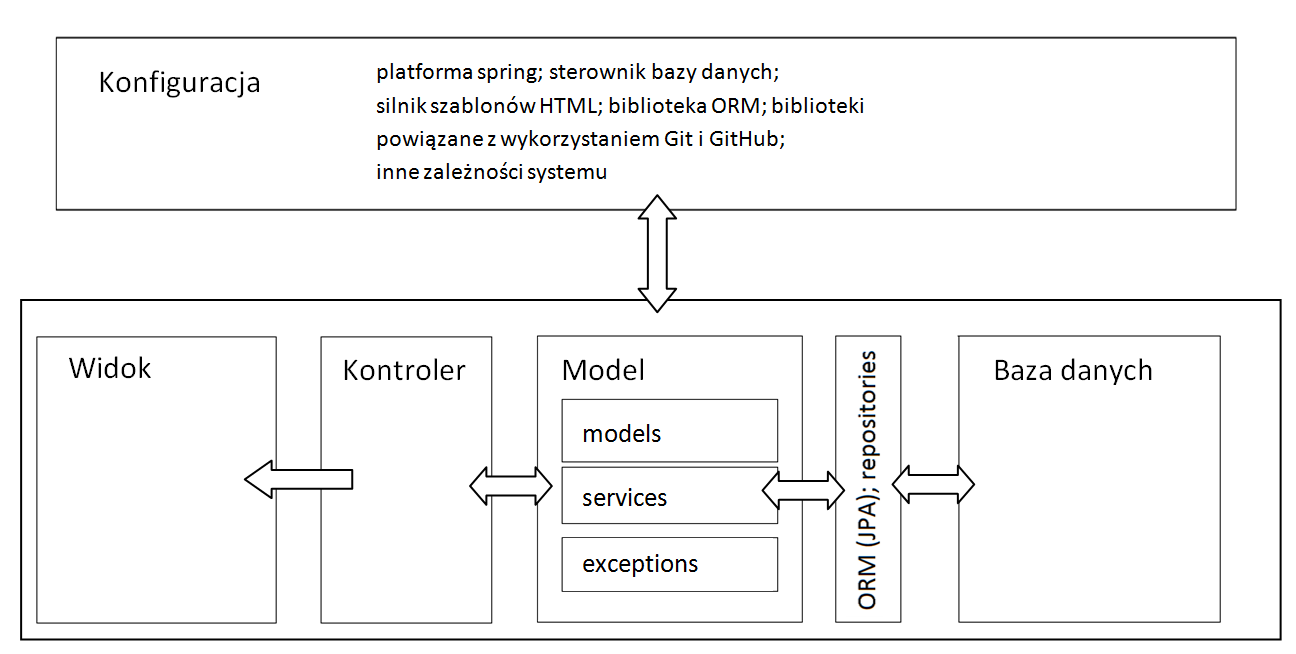 Konfiguracja
platforma spring; sterownik bazy danych;
silnik szablonów HTML; biblioteka ORM; biblioteki
powiązane z wykorzystaniem Git i GitHub;
inne zależności systemu
Widok
Kontroler
Model
models
services
exceptions
ORM (JPA); repositories
Baza danych